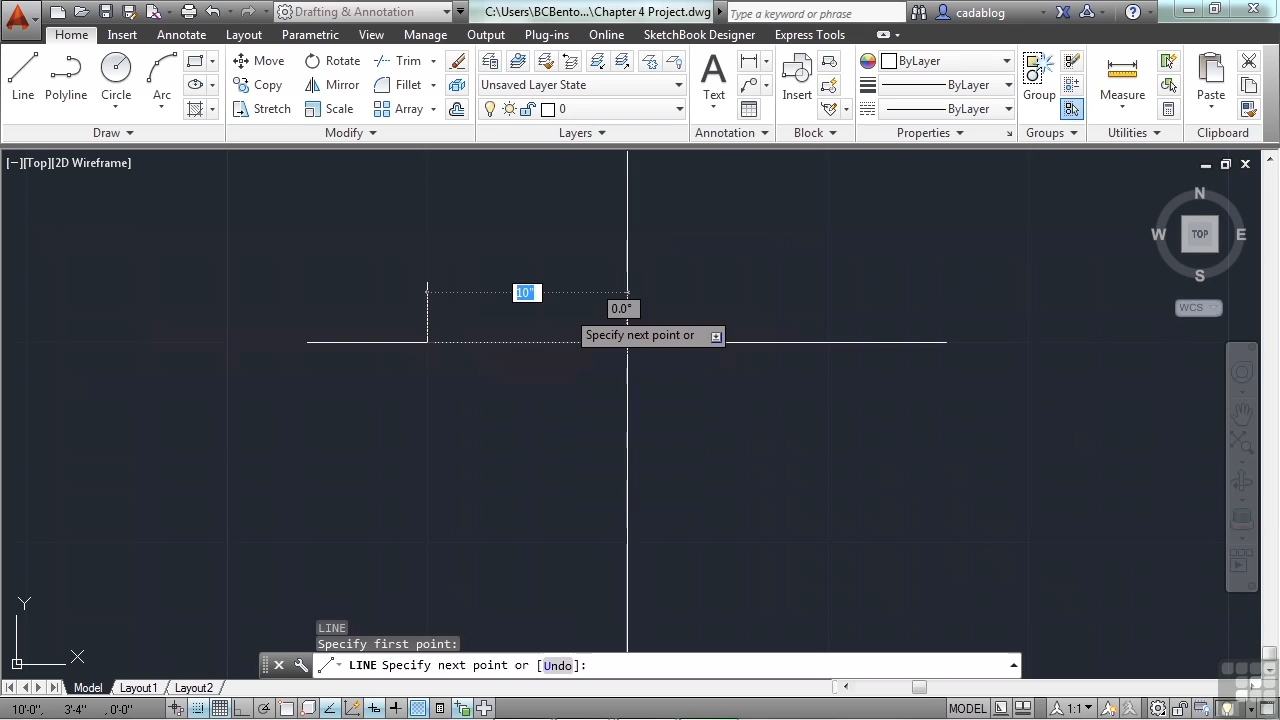 Drafting & Annotation
C:\Users\BCBento...\Chapter 4 Project.dwg
Type a keyword or phrase
cadablog
Home Insert Annotate Layout Parametric View Manage Output Plug-ins Online SketchBook Designer Express Tools
Line
Polyline
Circle
Arc
Draw
Move
Rotate
Trim
Copy
Mirror
Fillet
Stretch
Scale
Array
Modify
Unsaved Layer State
0
Layers
Text
Annotation
Insert
Block
ByLayer
ByLayer
ByLayer
Properties
Group
Groups
Measure
Utilities
Paste
Clipboard
[−][Top][2D Wireframe]
N
W
TOP
E
S
WCS
10"
0.0°
Specify next point or
Y
X
LINE
Specify first point:
LINE Specify next point or [Undo]:
Model Layout1 Layout2
10'-0", 3'-4" ,0'-0"
MODEL
1:1